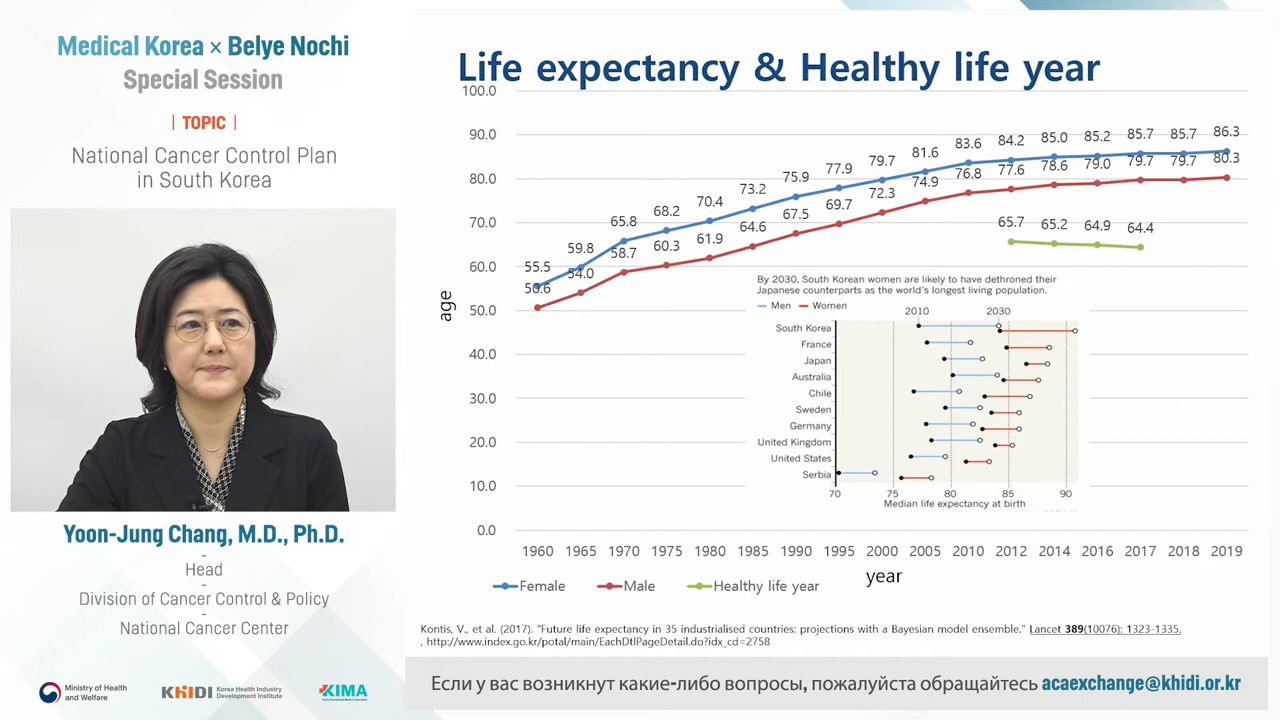 Medical Korea × Belye Nochi
Special Session
| TOPIC |
National Cancer Control Plan
in South Korea
Yoon-Jung Chang, M.D., Ph.D.
-
Head
-
Division of Cancer Control & Policy
-
National Cancer Center
Ministry of Health
and Welfare
KHIDI Korea Health Industry
Development Institute
KIMA
Life expectancy & Healthy life year
100.0
90.0
80.0
70.0
60.0
50.0
40.0
30.0
20.0
10.0
0.0
age
55.5 59.8 65.8 68.2 70.4 73.2 75.9 77.9 79.7 81.6 83.6 84.2 85.0 85.2 85.7 85.7 86.3
50.6 54.0 58.7 60.3 61.9 64.6 67.5 69.7 72.3 74.9 76.8 77.6 78.6 79.0 79.7 79.7 80.3
65.7 65.2 64.9 64.4
By 2030, South Korean women are likely to have dethroned their
Japanese counterparts as the world's longest living population.
Men Women
2010 2030
South Korea
France
Japan
Australia
Chile
Sweden
Germany
United Kingdom
United States
Serbia
70 75 80 85 90
Median life expectancy at birth
1960 1965 1970 1975 1980 1985 1990 1995 2000 2005 2010 2012 2014 2016 2017 2018 2019
year
Female Male Healthy life year
Kontis, V., et al. (2017). "Future life expectancy in 35 industrialised countries: projections with a Bayesian model ensemble." Lancet 389(10076): 1323-1335.
, http://www.index.go.kr/potal/main/EachDtlPageDetail.do?idx_cd=2758
Если у вас возникнут какие-либо вопросы, пожалуйста обращайтесь acaexchange@khidi.or.kr